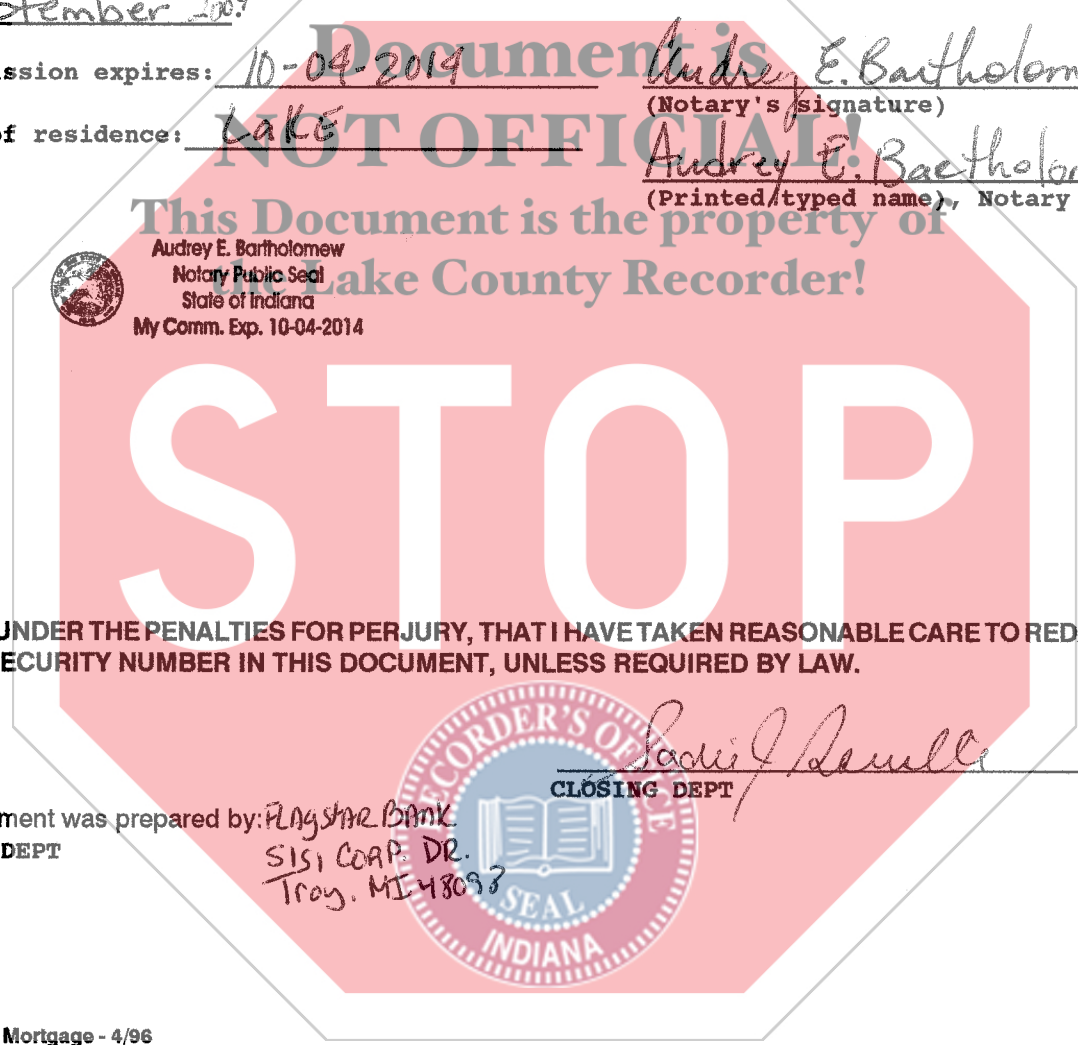 ptember 2009.
Document is
ssion expires: 10-04-2014
Audrey E. Bartholom
(Notary's signature)
NOT OFFICIAL!
of residence: LaKE
Audrey E. Bartholom
(Printed/typed name), Notary
This Document is the property of
the Lake County Recorder!
Audrey E. Bartholomew
Notary Public Seal
State of Indiana
My Comm. Exp. 10-04-2014
STOP
UNDER THE PENALTIES FOR PERJURY, THAT I HAVE TAKEN REASONABLE CARE TO RED
ECURITY NUMBER IN THIS DOCUMENT, UNLESS REQUIRED BY LAW.
CLOSING DEPT
ment was prepared by: FLAgSTAR BANK
DEPT
5151 CORP. DR.
Troy. MI 48098
RECORDER'S OFFICE
SEAL
INDIANA
Mortgage - 4/96